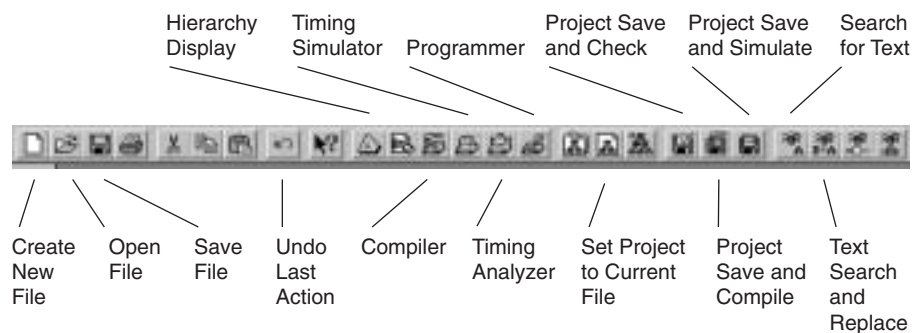 Hierarchy
Display
Timing
Simulator
Programmer
Project Save
and Check
Project Save
and Simulate
Search
for Text
Create
New
File
Open
File
Save
File
Undo
Last
Action
Compiler
Timing
Analyzer
Set Project
to Current
File
Project
Save and
Compile
Text
Search
and
Replace